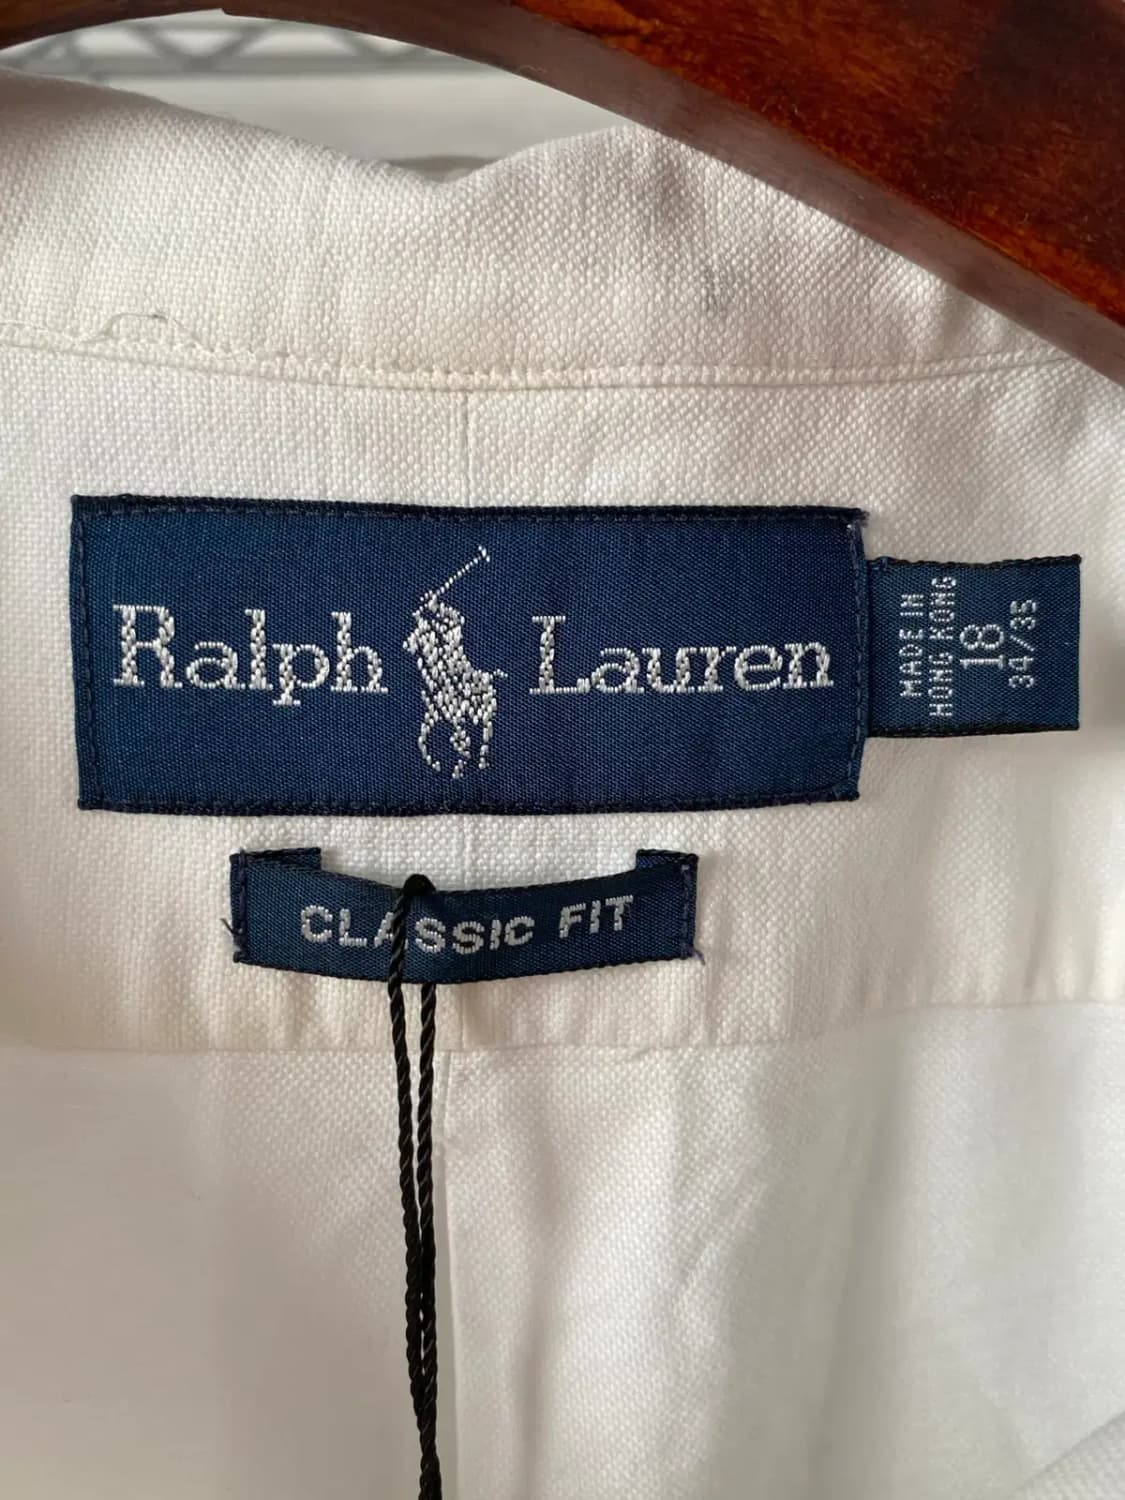 Ralph Lauren
MADE IN
HONG KONG
18
34/35
CLASSIC FIT